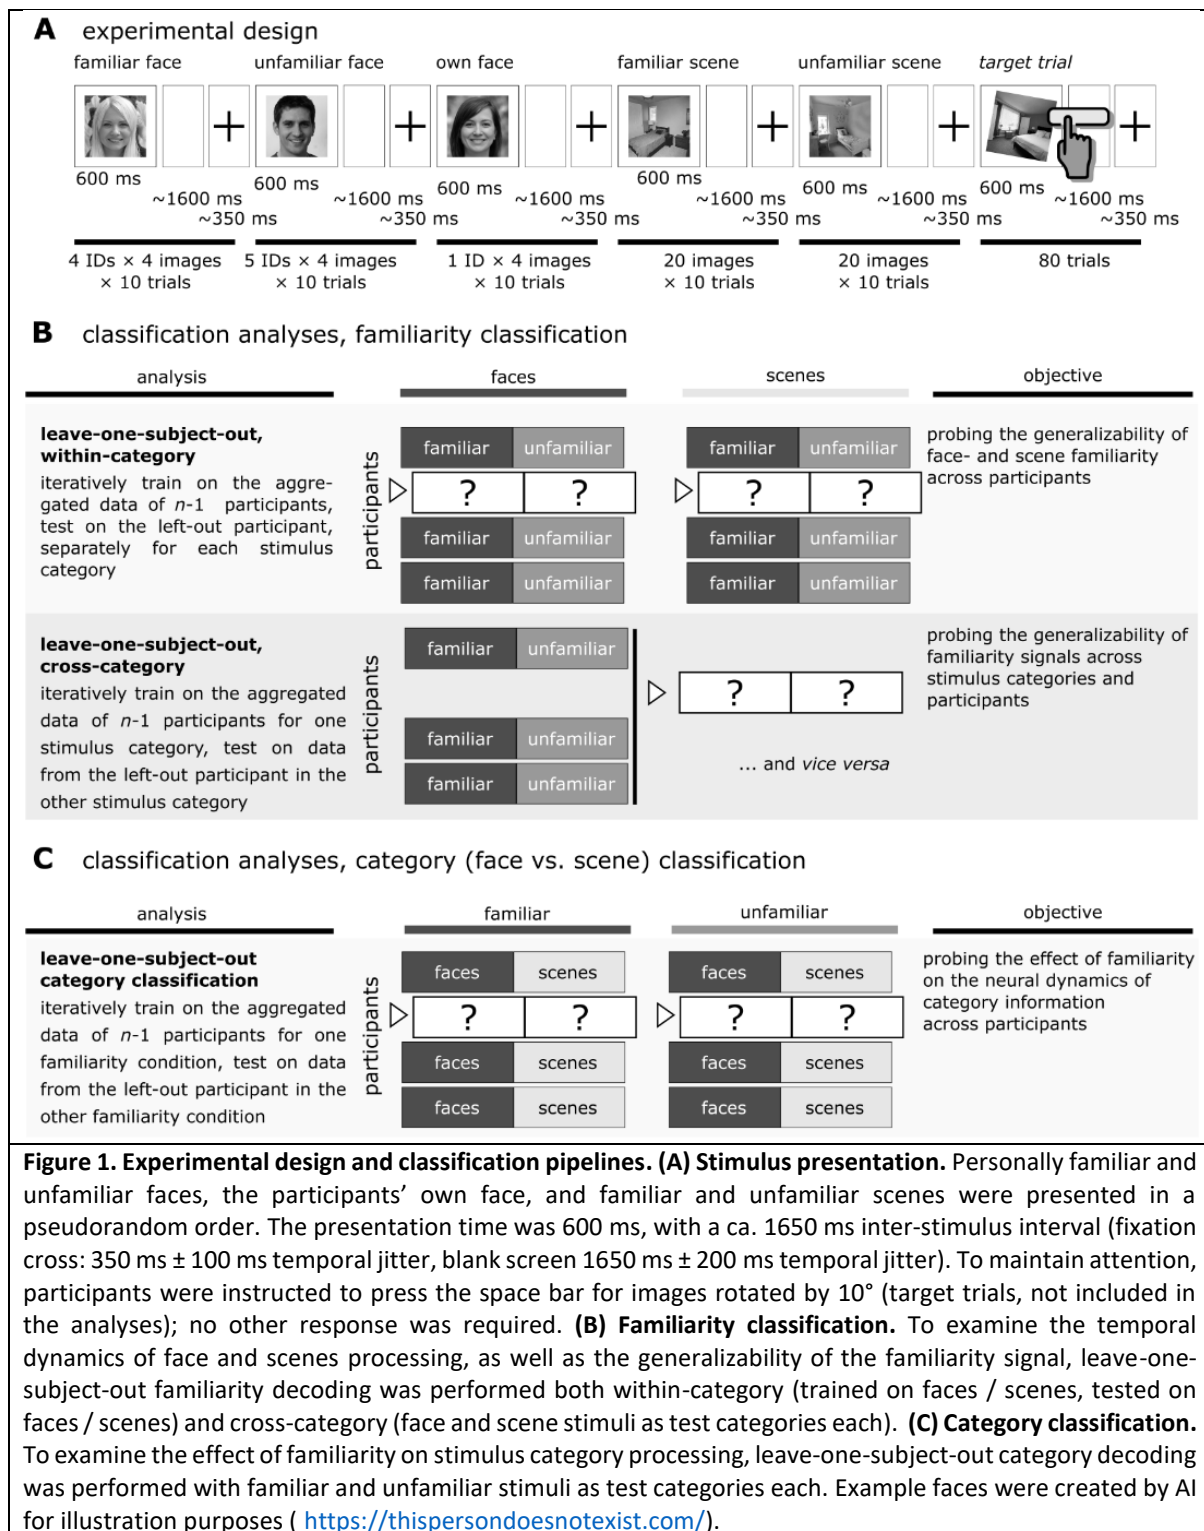 A experimental design
familiar face unfamiliar face own face familiar scene unfamiliar scene target trial
600 ms 600 ms 600 ms 600 ms 600 ms 600 ms
~1600 ms ~1600 ms ~1600 ms ~1600 ms ~1600 ms ~1600 ms
~350 ms ~350 ms ~350 ms ~350 ms ~350 ms ~350 ms
4 IDs × 4 images 5 IDs × 4 images 1 ID × 4 images 20 images 20 images 80 trials
× 10 trials × 10 trials × 10 trials × 10 trials × 10 trials
B classification analyses, familiarity classification
analysis faces scenes objective
leave-one-subject-out,
within-category
iteratively train on the aggre-
gated data of n-1 participants,
test on the left-out participant,
separately for each stimulus
category
participants
familiar unfamiliar familiar unfamiliar
? ? ? ?
familiar unfamiliar familiar unfamiliar
familiar unfamiliar familiar unfamiliar
probing the generalizability of
face- and scene familiarity
across participants
leave-one-subject-out,
cross-category
iteratively train on the aggregated
data of n-1 participants for one
stimulus category, test on data
from the left-out participant in the
other stimulus category
participants
familiar unfamiliar
? ?
familiar unfamiliar
familiar unfamiliar
... and vice versa
probing the generalizability of
familiarity signals across
stimulus categories and
participants
C classification analyses, category (face vs. scene) classification
analysis familiar unfamiliar objective
leave-one-subject-out
category classification
iteratively train on the aggregated
data of n-1 participants for one
familiarity condition, test on data
from the left-out participant in the
other familiarity condition
participants
faces scenes faces scenes
? ? ? ?
faces scenes faces scenes
faces scenes faces scenes
probing the effect of familiarity
on the neural dynamics of
category information
across participants
Figure 1. Experimental design and classification pipelines. (A) Stimulus presentation. Personally familiar and
unfamiliar faces, the participants’ own face, and familiar and unfamiliar scenes were presented in a
pseudorandom order. The presentation time was 600 ms, with a ca. 1650 ms inter-stimulus interval (fixation
cross: 350 ms ± 100 ms temporal jitter, blank screen 1650 ms ± 200 ms temporal jitter). To maintain attention,
participants were instructed to press the space bar for images rotated by 10° (target trials, not included in
the analyses); no other response was required. (B) Familiarity classification. To examine the temporal
dynamics of face and scenes processing, as well as the generalizability of the familiarity signal, leave-one-
subject-out familiarity decoding was performed both within-category (trained on faces / scenes, tested on
faces / scenes) and cross-category (face and scene stimuli as test categories each). (C) Category classification.
To examine the effect of familiarity on stimulus category processing, leave-one-subject-out category decoding
was performed with familiar and unfamiliar stimuli as test categories each. Example faces were created by AI
for illustration purposes ( https://thispersondoesnotexist.com/).